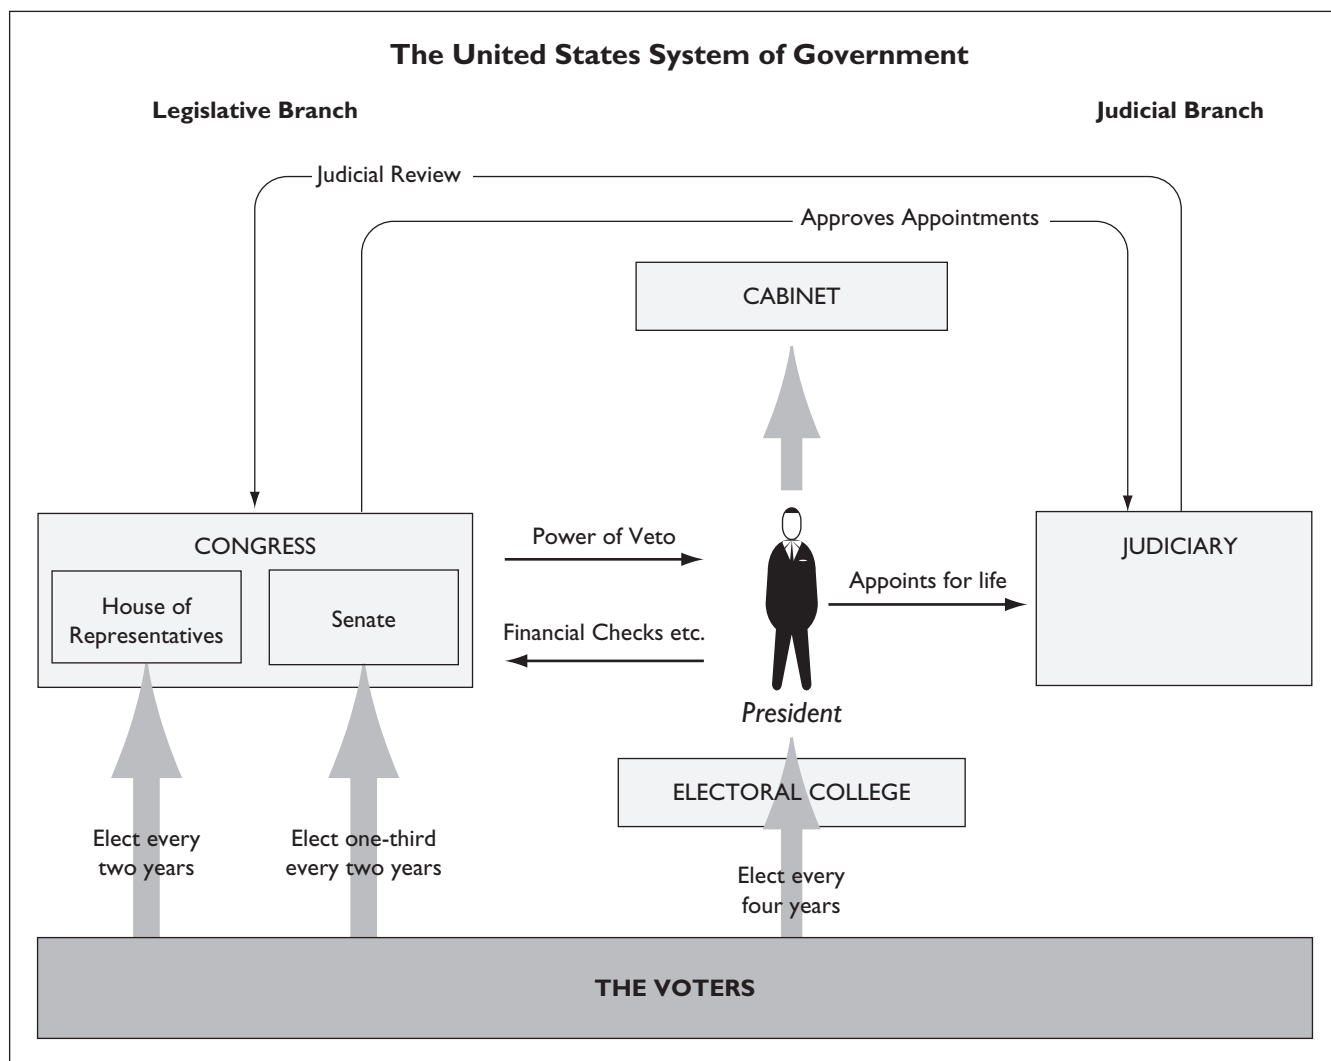 The United States System of Government
Legislative Branch
Judicial Branch
Judicial Review
Approves Appointments
CABINET
CONGRESS
House of
Representatives
Senate
Power of Veto
Financial Checks etc.
Appoints for life
JUDICIARY
President
ELECTORAL COLLEGE
Elect every
two years
Elect one-third
every two years
Elect every
four years
THE VOTERS